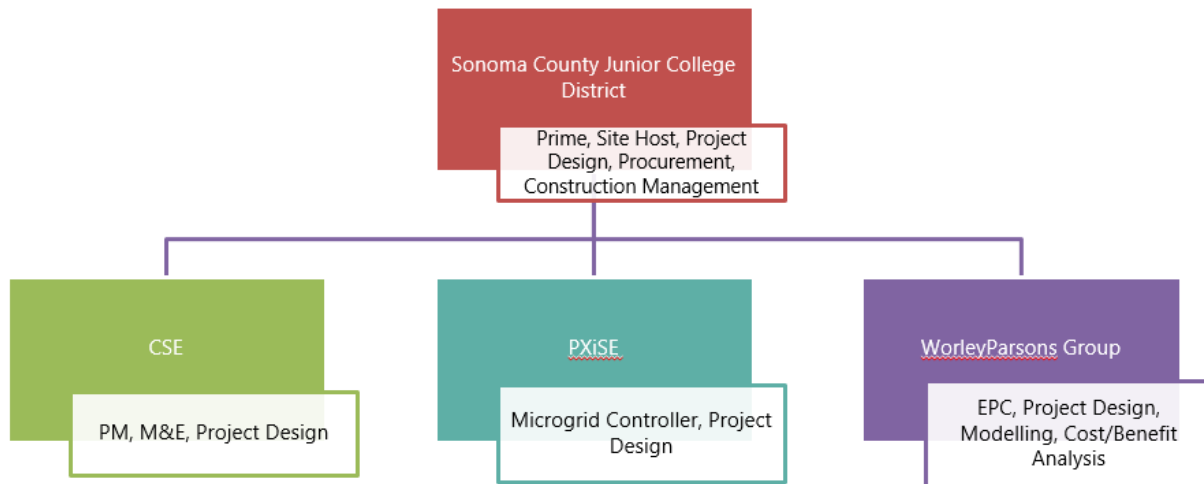 Sonoma County Junior College
District
Prime, Site Host, Project
Design, Procurement,
Construction Management
CSE
PM, M&E, Project Design
PXiSE
Microgrid Controller, Project
Design
WorleyParsons Group
EPC, Project Design,
Modelling, Cost/Benefit
Analysis